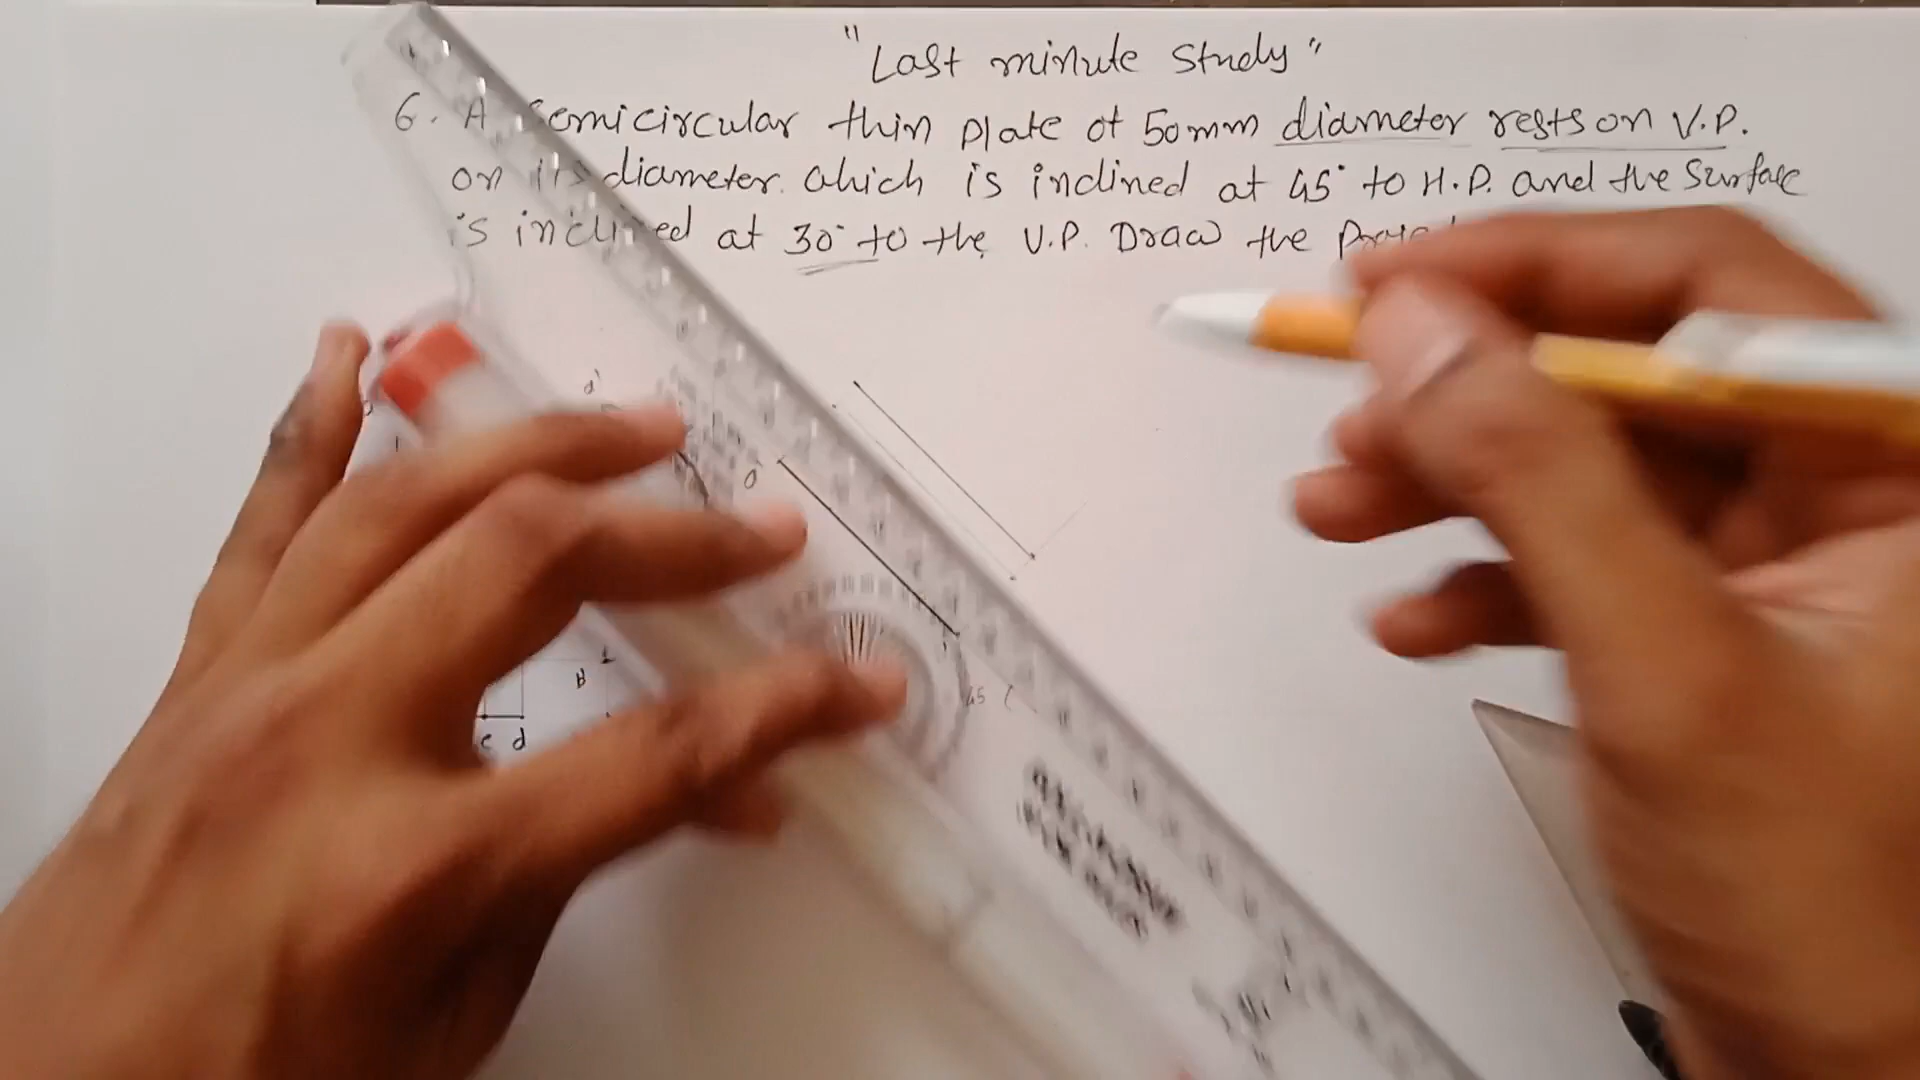 "Last minute study"
6. A Semicircular thin plate of 50mm diameter rests on V.P.
on its diameter. which is inclined at 45° to H.P. and the Surface
is inclined at 30° to the V.P. Draw the
a'
o'
45
B
c d